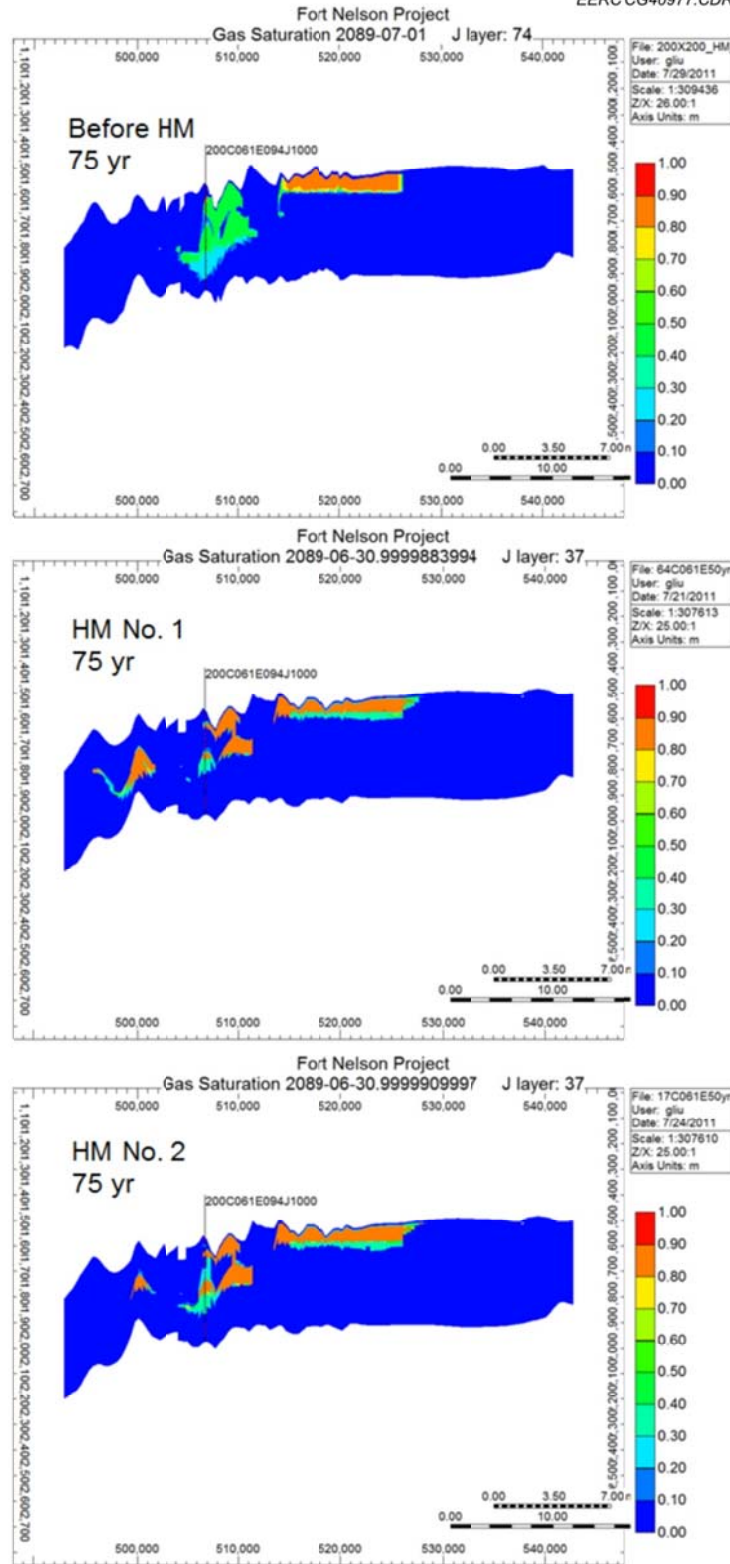 EERC CG40977.CDR
Fort Nelson Project
Gas Saturation 2089-07-01 J layer: 74
File: 200X200_HM
User: gliu
Date: 7/29/2011
Scale: 1:309436
Z/X: 26.00:1
Axis Units: m
500,000 510,000 520,000 530,000 540,000
Before HM
75 yr
200C061E094J1000
1.00
0.90
0.80
0.70
0.60
0.50
0.40
0.30
0.20
0.10
0.00
0.00 3.50 7.00
0.00 10.00
500,000 510,000 520,000 530,000 540,000
Fort Nelson Project
Gas Saturation 2089-06-30.9999883994 J layer: 37
File: 64C061E50yr
User: gliu
Date: 7/21/2011
Scale: 1:307613
Z/X: 25.00:1
Axis Units: m
500,000 510,000 520,000 530,000 540,000
HM No. 1
75 yr
200C061E094J1000
1.00
0.90
0.80
0.70
0.60
0.50
0.40
0.30
0.20
0.10
0.00
0.00 3.50 7.00
0.00 10.00
500,000 510,000 520,000 530,000 540,000
Fort Nelson Project
Gas Saturation 2089-06-30.9999909997 J layer: 37
File: 17C061E50yr
User: gliu
Date: 7/24/2011
Scale: 1:307610
Z/X: 25.00:1
Axis Units: m
500,000 510,000 520,000 530,000 540,000
HM No. 2
75 yr
200C061E094J1000
1.00
0.90
0.80
0.70
0.60
0.50
0.40
0.30
0.20
0.10
0.00
0.00 3.50 7.00
0.00 10.00
500,000 510,000 520,000 530,000 540,000